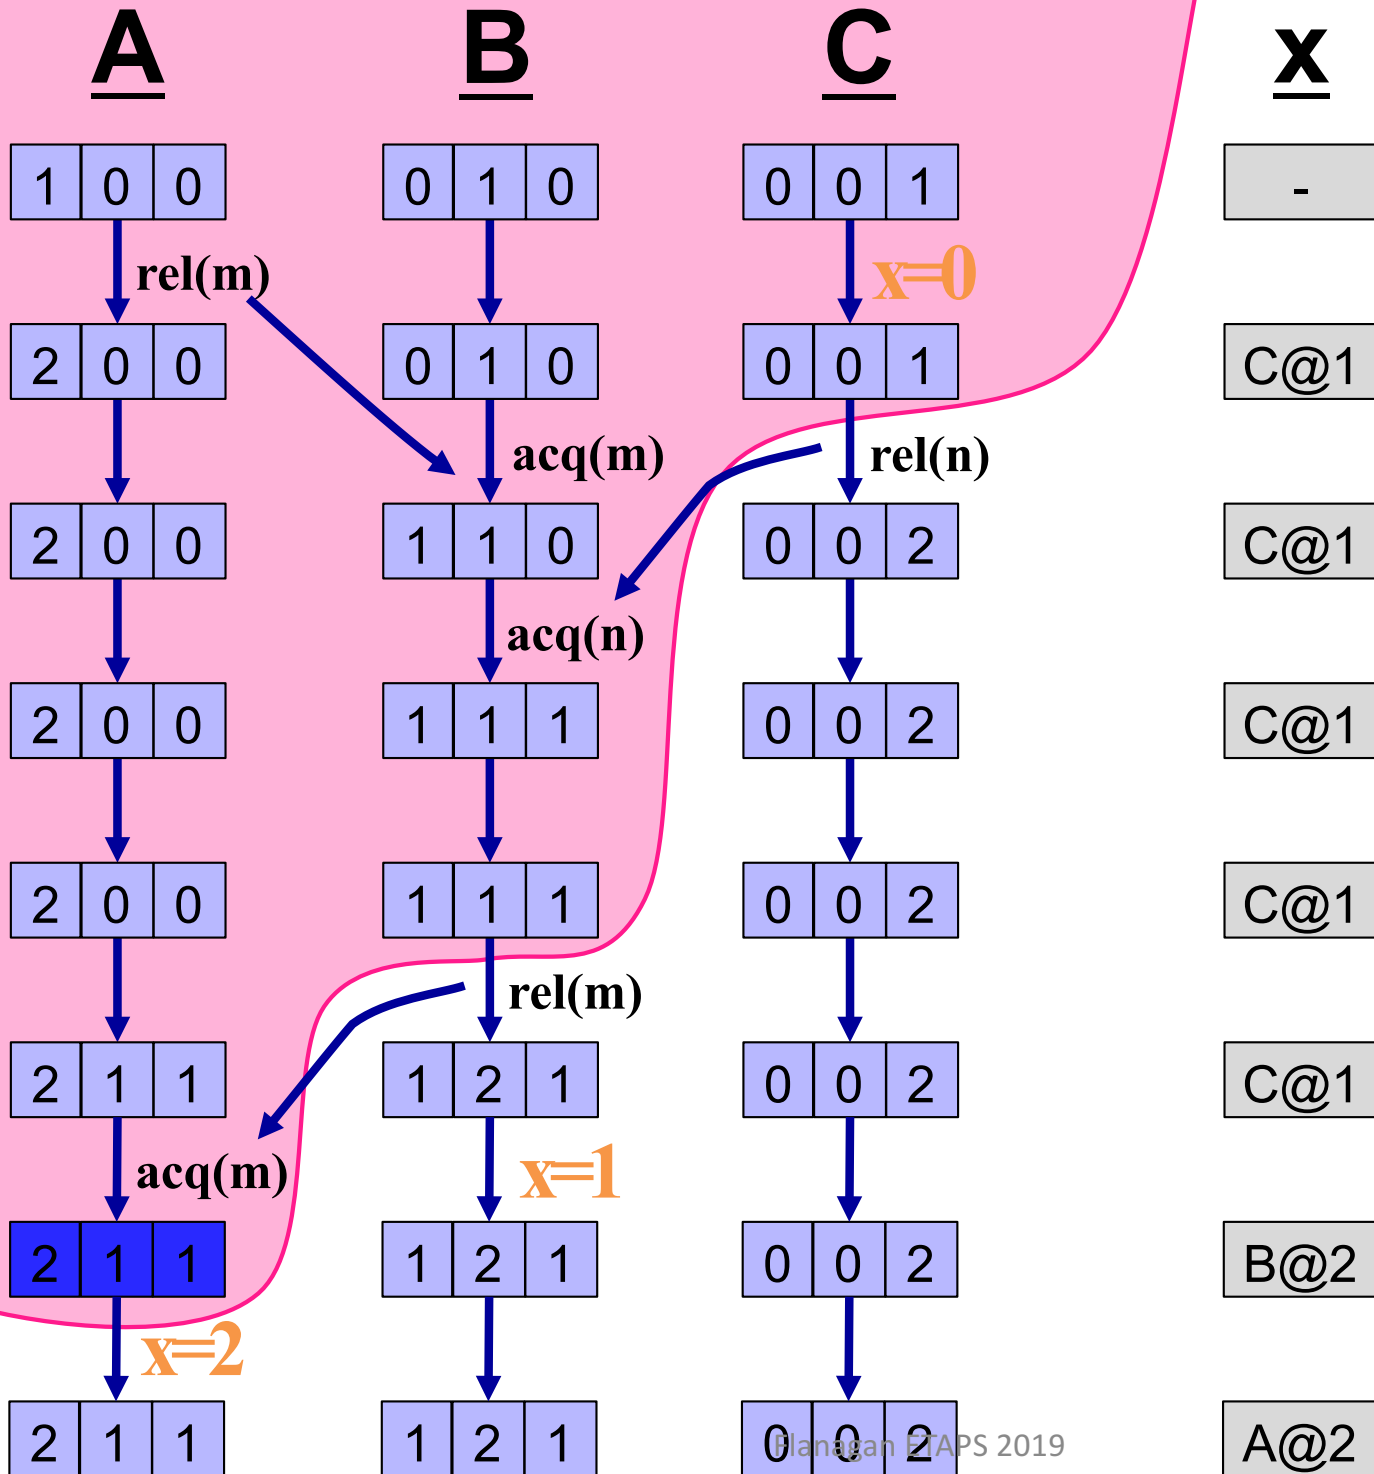 A B C x
1 0 0 0 1 0 0 0 1 -
rel(m) x=0
2 0 0 0 1 0 0 0 1 C@1
acq(m) rel(n)
2 0 0 1 1 0 0 0 2 C@1
acq(n)
2 0 0 1 1 1 0 0 2 C@1
2 0 0 1 1 1 0 0 2 C@1
rel(m)
2 1 1 1 2 1 0 0 2 C@1
acq(m) x=1
2 1 1 1 2 1 0 0 2 B@2
x=2
2 1 1 1 2 1 0 0 2 A@2
Flanagan ETAPS 2019